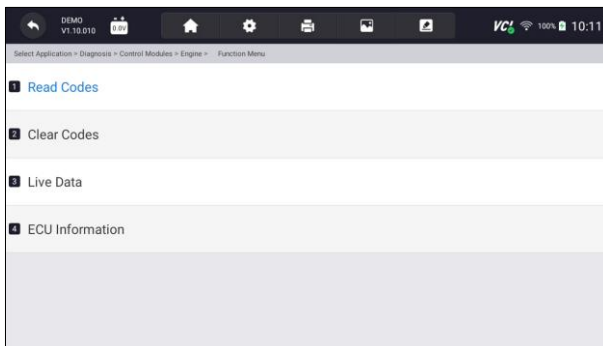 DEMO
V1.10.010
0.0V
VCI
100%
10:11
Select Application > Diagnosis > Control Modules > Engine > Function Menu
1 Read Codes
2 Clear Codes
3 Live Data
4 ECU Information